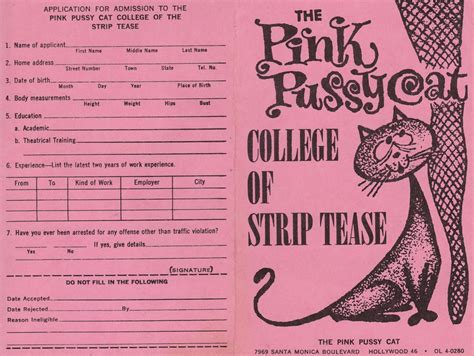 APPLICATION FOR ADMISSION TO THE
PINK PUSSY CAT COLLEGE OF THE
STRIP TEASE
1. Name of applicant
First Name Middle Name Last Name
2. Home address
Street Number Town State Tel. No.
3. Date of birth
Month Day Year Place of Birth
4. Body measurements
Height Weight Hips Bust
5. Education
a. Academic
b. Theatrical Training
6. Experience—List the latest two years of work experience.
From To Kind of Work Employer City
7. Have you ever been arrested for any offense other than traffic violation?
Yes No If yes, give details.
(SIGNATURE)
DO NOT FILL IN THE FOLLOWING
Date Accepted
Date Rejected By
Reason Ineligible
THE
Pink
Pussycat
COLLEGE
OF
STRIP TEASE
THE PINK PUSSY CAT
7969 SANTA MONICA BOULEVARD HOLLYWOOD 46 • OL 4-0280